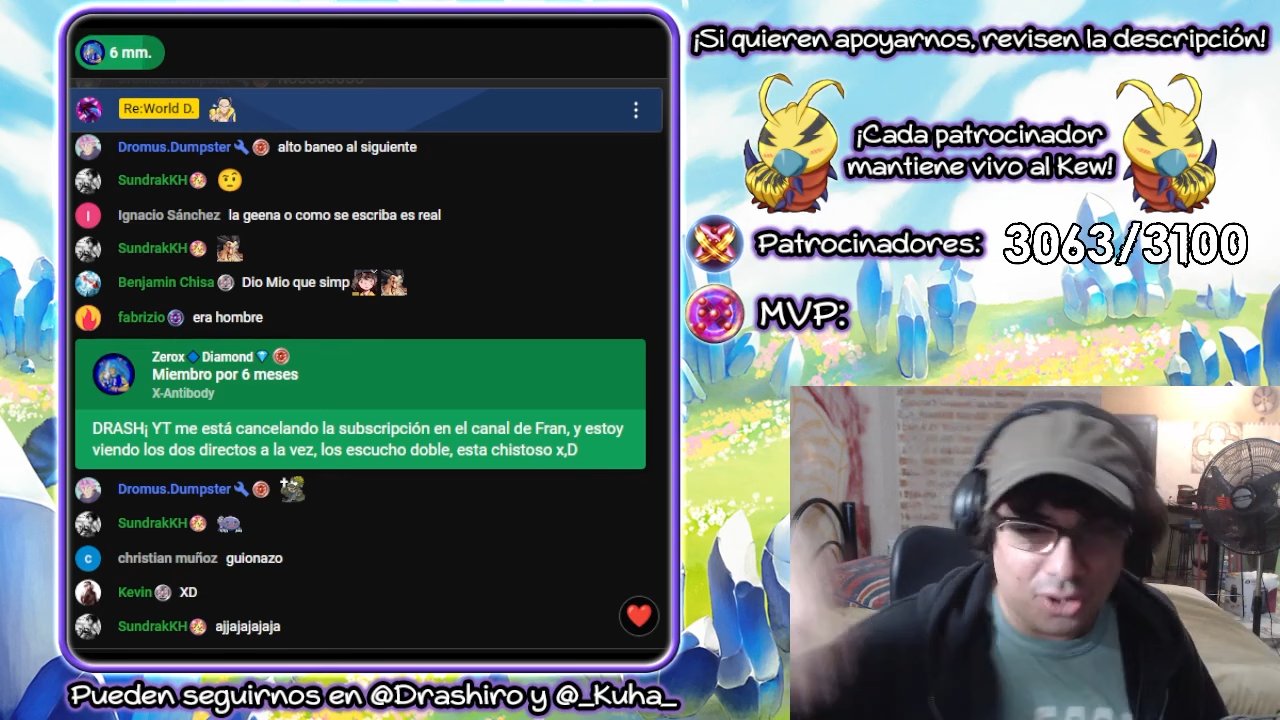 6 mm.
Re:World D.
Dromus.Dumpster alto baneo al siguiente
SundrakKH
I Ignacio Sánchez la geena o como se escriba es real
SundrakKH
Benjamin Chisa Dio Mio que simp
fabrizio era hombre
Zerox Diamond
Miembro por 6 meses
X-Antibody
DRASH¡ YT me está cancelando la subscripción en el canal de Fran, y estoy
viendo los dos directos a la vez, los escucho doble, esta chistoso x,D
Dromus.Dumpster
SundrakKH
c christian muñoz guionazo
Kevin XD
SundrakKH ajjajajajaja
Pueden seguirnos en @Drashiro y @_Kuha_
¡Si quieren apoyarnos, revisen la descripción!
¡Cada patrocinador
mantiene vivo al Kew!
Patrocinadores: 3063/3100
MVP: